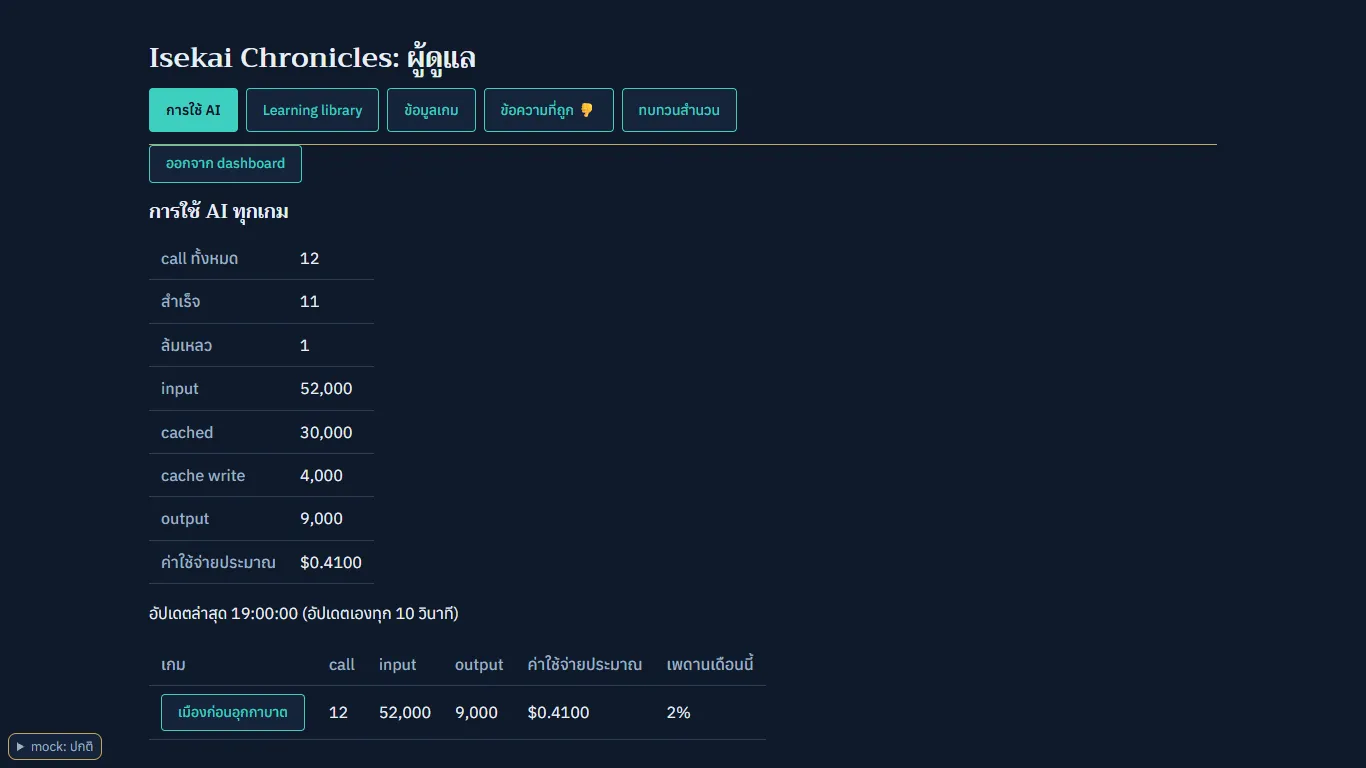 Isekai Chronicles: ผู้ดูแล
การใช้ AI
Learning library
ข้อมูลเกม
ข้อความที่ถูก 👎
ทบทวนสำนวน
ออกจาก dashboard
การใช้ AI ทุกเกม
call ทั้งหมด 12
สำเร็จ 11
ล้มเหลว 1
input 52,000
cached 30,000
cache write 4,000
output 9,000
ค่าใช้จ่ายประมาณ $0.4100
อัปเดตล่าสุด 19:00:00 (อัปเดตเองทุก 10 วินาที)
เกม call input output ค่าใช้จ่ายประมาณ เพดานเดือนนี้
เมืองก่อนอุกกาบาต 12 52,000 9,000 $0.4100 2%
mock: ปกติ